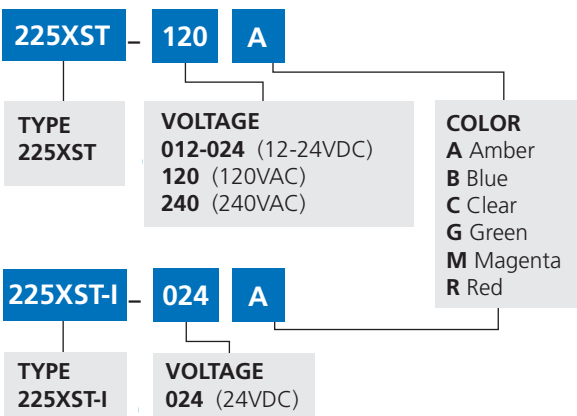 225XST - 120 A
TYPE
225XST
VOLTAGE
012-024 (12-24VDC)
120 (120VAC)
240 (240VAC)
COLOR
A Amber
B Blue
C Clear
G Green
M Magenta
R Red
225XST-I - 024 A
TYPE
225XST-I
VOLTAGE
024 (24VDC)